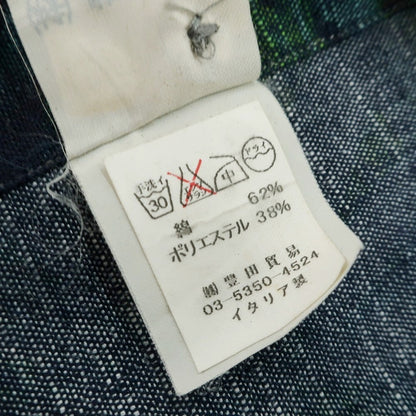 手洗イ 30 中 ドライ
綿 62%
ポリエステル 38%
㈱豊田貿易
03-5350-4524
イタリア製